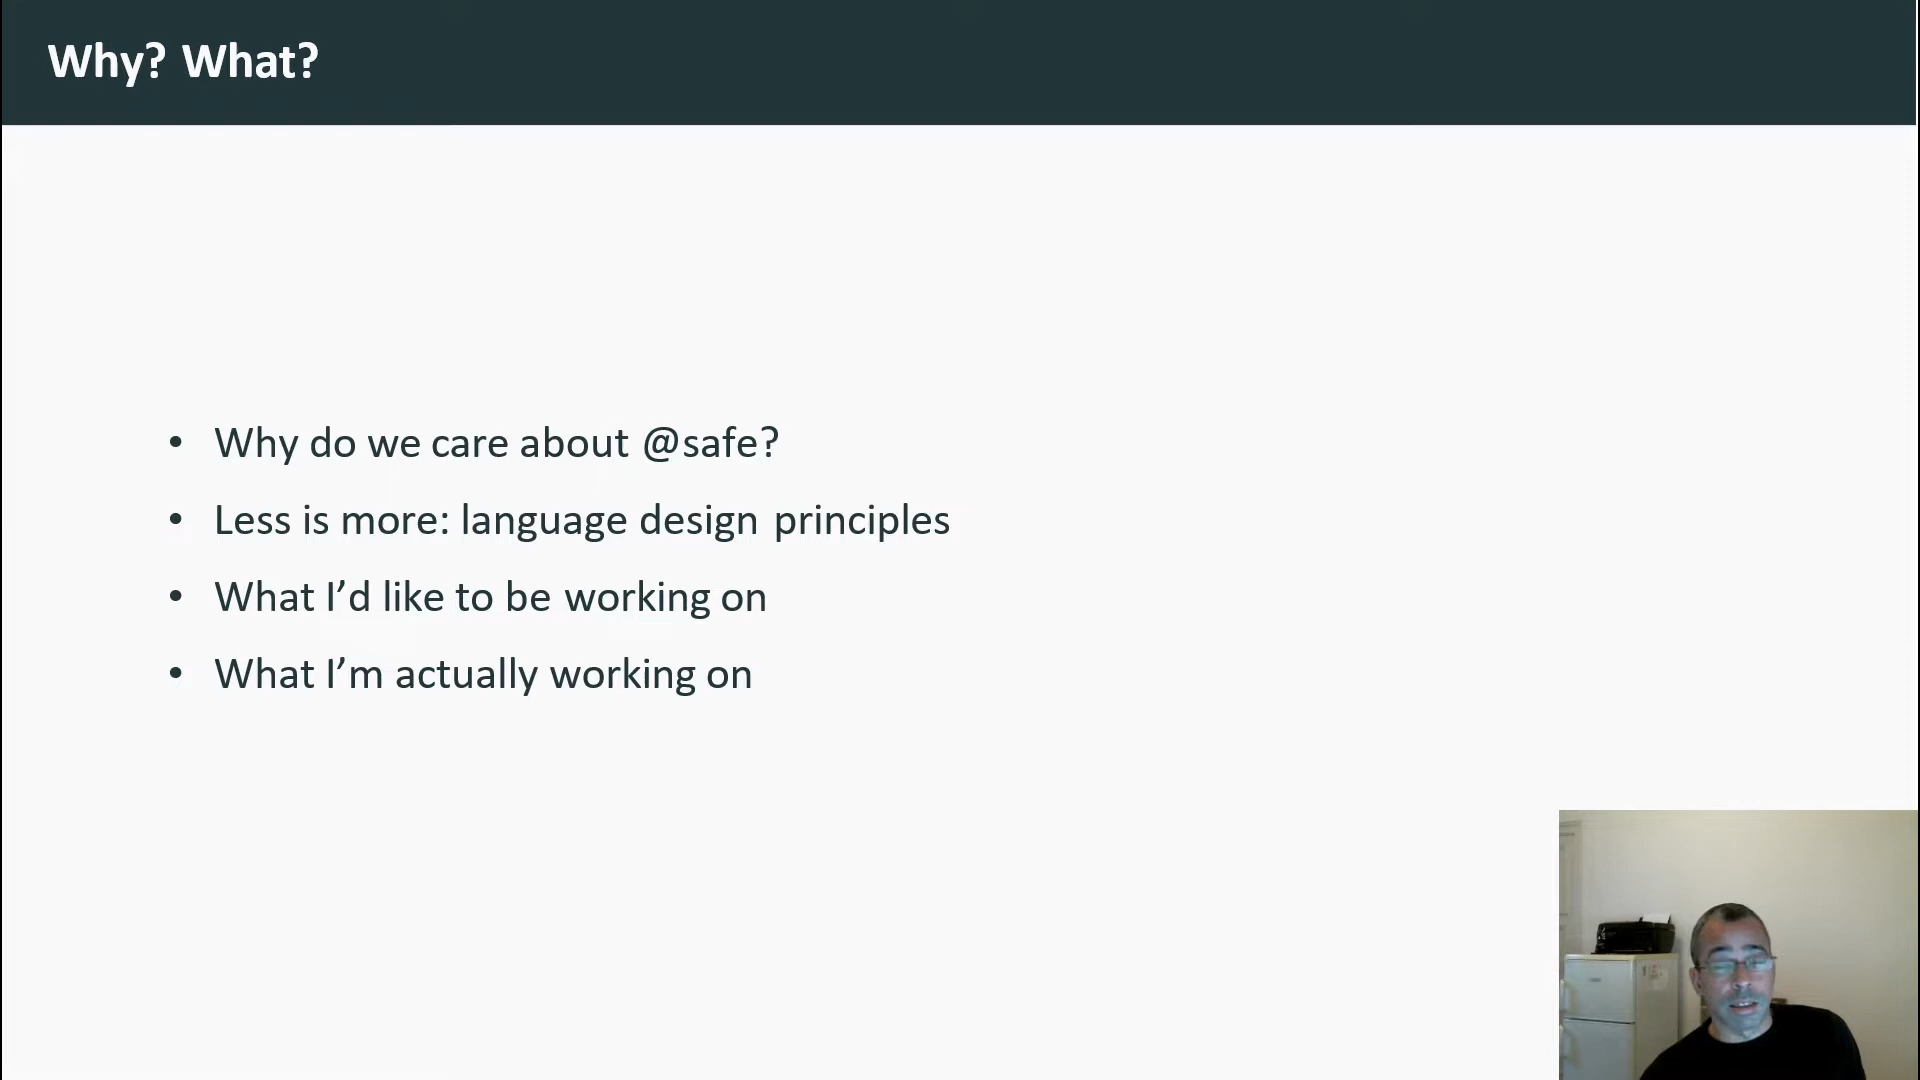 Why? What?
• Why do we care about @safe?
• Less is more: language design principles
• What I’d like to be working on
• What I’m actually working on